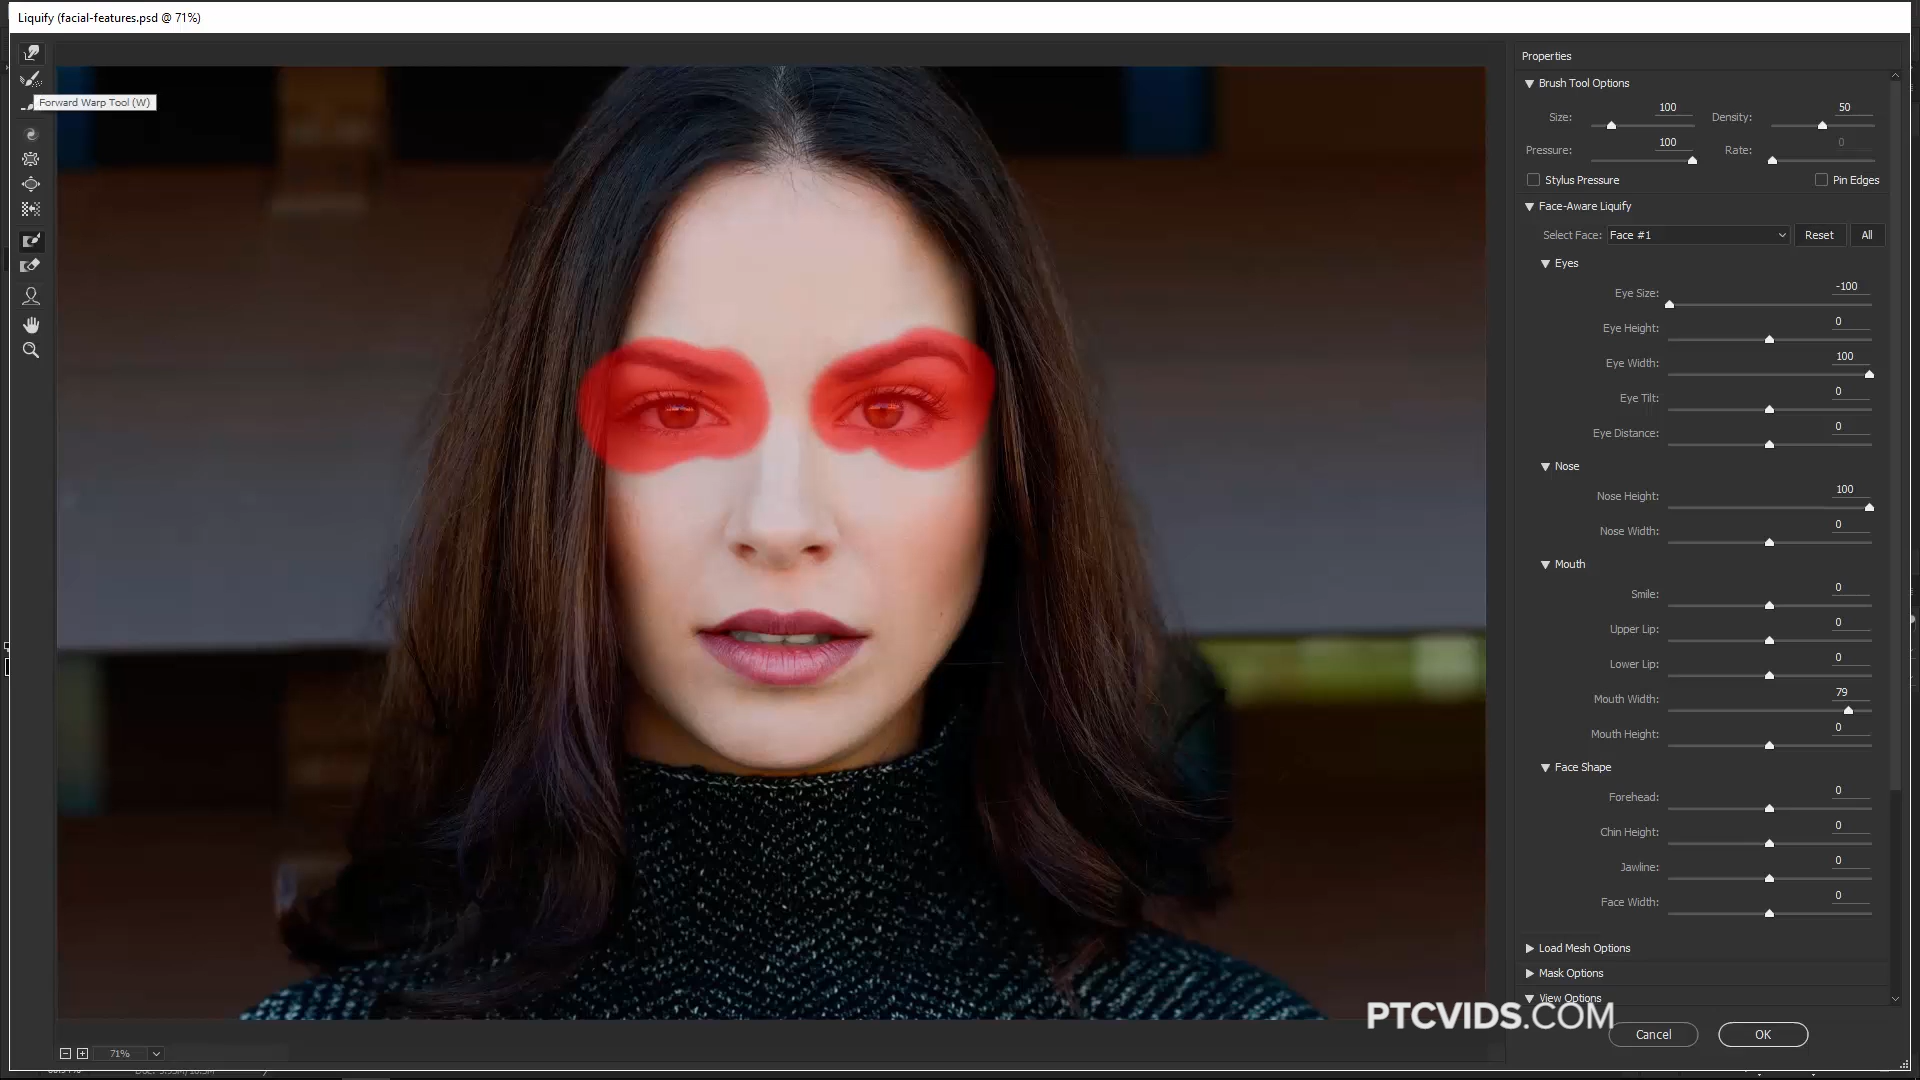 Liquify (facial-features.psd @ 71%)
Forward Warp Tool (W)
Properties
Brush Tool Options
Size: 100 Density: 50
Pressure: 100 Rate: 0
Stylus Pressure Pin Edges
Face-Aware Liquify
Select Face: Face #1 Reset All
Eyes
Eye Size: -100
Eye Height: 0
Eye Width: 100
Eye Tilt: 0
Eye Distance: 0
Nose
Nose Height: 100
Nose Width: 0
Mouth
Smile: 0
Upper Lip: 0
Lower Lip: 0
Mouth Width: 79
Mouth Height: 0
Face Shape
Forehead: 0
Chin Height: 0
Jawline: 0
Face Width: 0
Load Mesh Options
Mask Options
View Options
PTCVIDS.COM
Cancel OK
71%